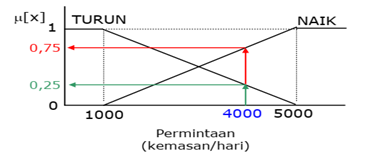 μ[x]
TURUN
NAIK
1
0,75
0,25
0
1000
4000
5000
Permintaan
(kemasan/hari)